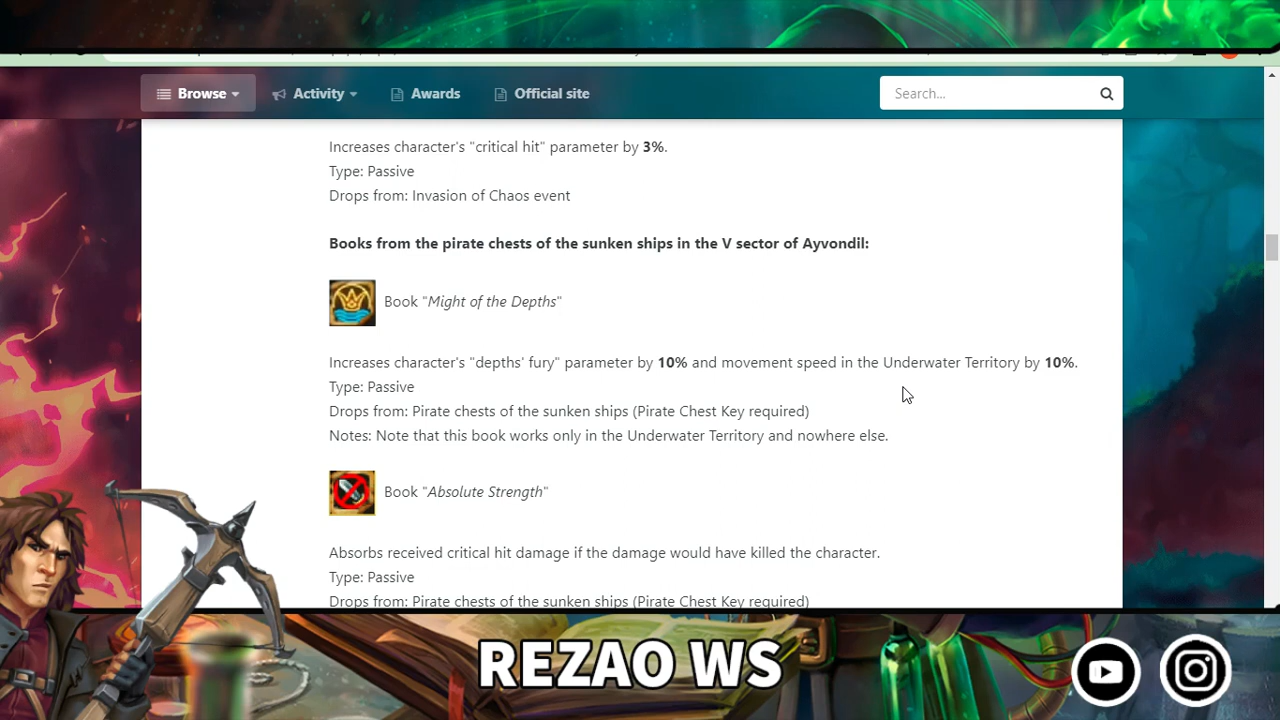 Browse Activity Awards Official site Search...
Increases character's "critical hit" parameter by 3%.
Type: Passive
Drops from: Invasion of Chaos event
Books from the pirate chests of the sunken ships in the V sector of Ayvondil:
Book "Might of the Depths"
Increases character's "depths' fury" parameter by 10% and movement speed in the Underwater Territory by 10%.
Type: Passive
Drops from: Pirate chests of the sunken ships (Pirate Chest Key required)
Notes: Note that this book works only in the Underwater Territory and nowhere else.
Book "Absolute Strength"
Absorbs received critical hit damage if the damage would have killed the character.
Type: Passive
Drops from: Pirate chests of the sunken ships (Pirate Chest Key required)
REZAO WS